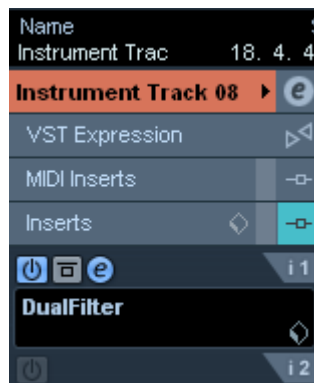 Name
Instrument Trac 18. 4. 4
Instrument Track 08
e
VST Expression
MIDI Inserts
Inserts
e i 1
DualFilter
i 2